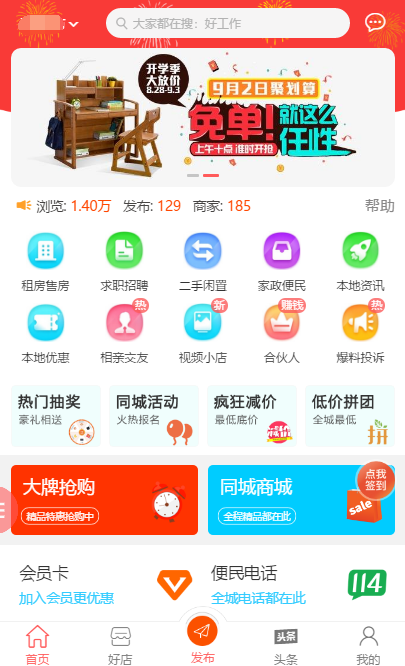 大家都在搜：好工作
开学季
大放价
8.28-9.3
9月2日聚划算
免单!
就这么
任性
上午十点 准时开抢
浏览: 1.40万 发布: 129 商家: 185 帮助
租房售房 求职招聘 二手闲置 家政便民 本地资讯
热 新 赚钱 热
本地优惠 相亲交友 视频小店 合伙人 爆料投诉
热门抽奖 同城活动 疯狂减价 低价拼团
豪礼相送 火热报名 最低底价 全城最低
拼
点我
签到
大牌抢购 同城商城
精品特惠抢购中 全程精品都在此
sale
会员卡 便民电话
加入会员更优惠 全城电话都在此
114
头条
首页 好店 发布 头条 我的